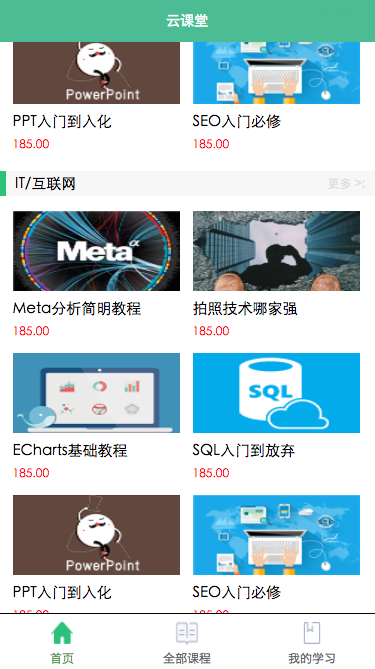 云课堂
PowerPoint
PPT入门到入化
SEO入门必修
185.00
185.00
IT/互联网
更多 >;
Meta α
Meta分析简明教程
拍照技术哪家强
185.00
185.00
SQL
ECharts基础教程
SQL入门到放弃
185.00
185.00
PowerPoint
PPT入门到入化
SEO入门必修
185.00
185.00
首页
全部课程
我的学习